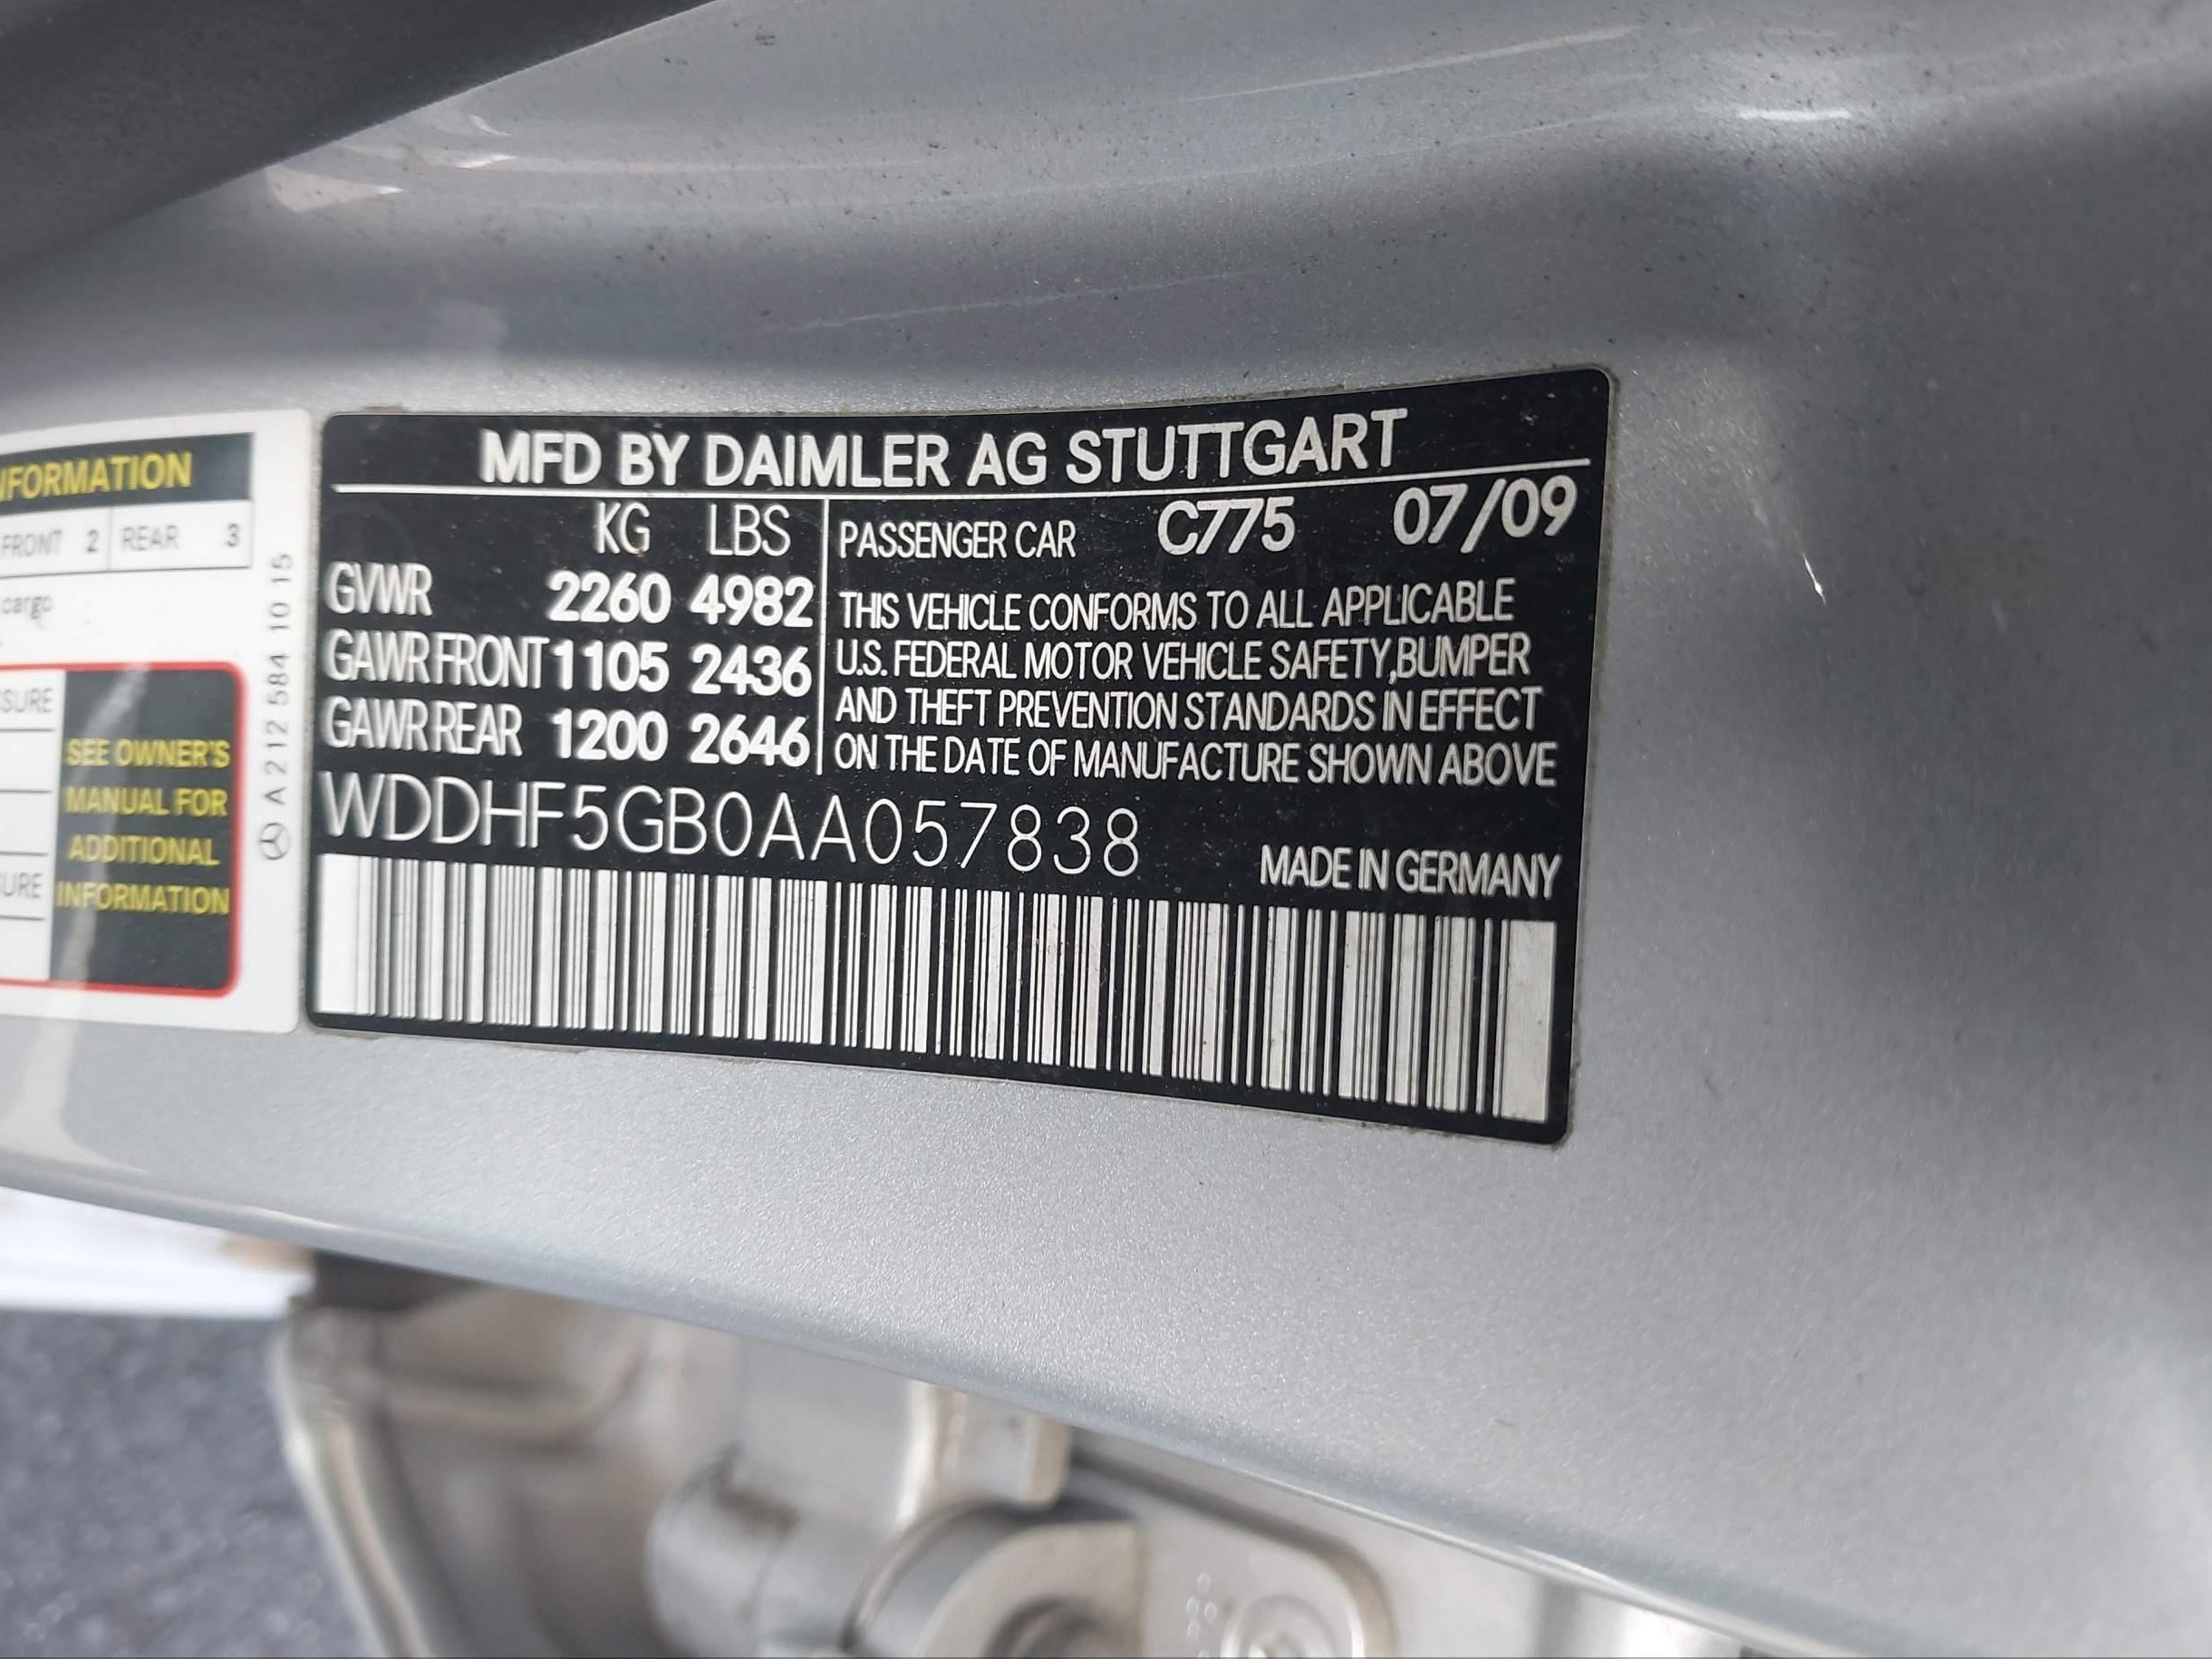 NFORMATION
FRONT 2 REAR 3
cargo
SSURE
SEE OWNER'S
MANUAL FOR
ADDITIONAL
INFORMATION
SURE
A 212 584 10 15
MFD BY DAIMLER AG STUTTGART
KG LBS
GVWR 2260 4982
GAWR FRONT 1105 2436
GAWR REAR 1200 2646
PASSENGER CAR C775 07/09
THIS VEHICLE CONFORMS TO ALL APPLICABLE
U.S. FEDERAL MOTOR VEHICLE SAFETY,BUMPER
AND THEFT PREVENTION STANDARDS IN EFFECT
ON THE DATE OF MANUFACTURE SHOWN ABOVE
WDDHF5GB0AA057838
MADE IN GERMANY